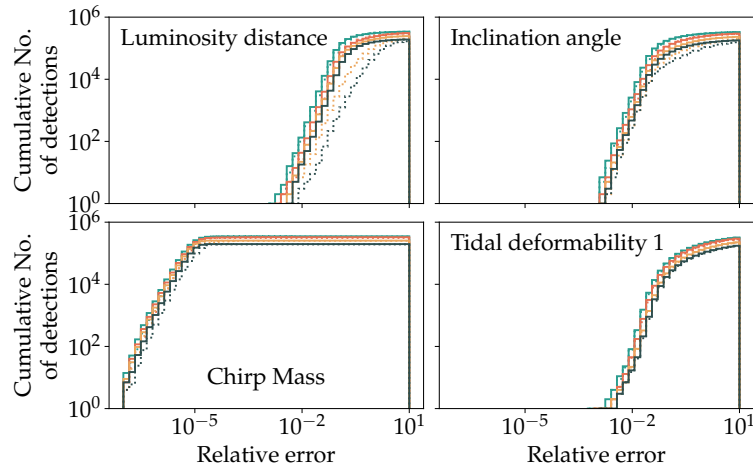 Cumulative No.
of detections
10^6
10^4
10^2
10^0
Luminosity distance
Inclination angle
Cumulative No.
of detections
10^6
10^4
10^2
10^0
Chirp Mass
Tidal deformability 1
10^-5
10^-2
10^1
10^-5
10^-2
10^1
Relative error
Relative error